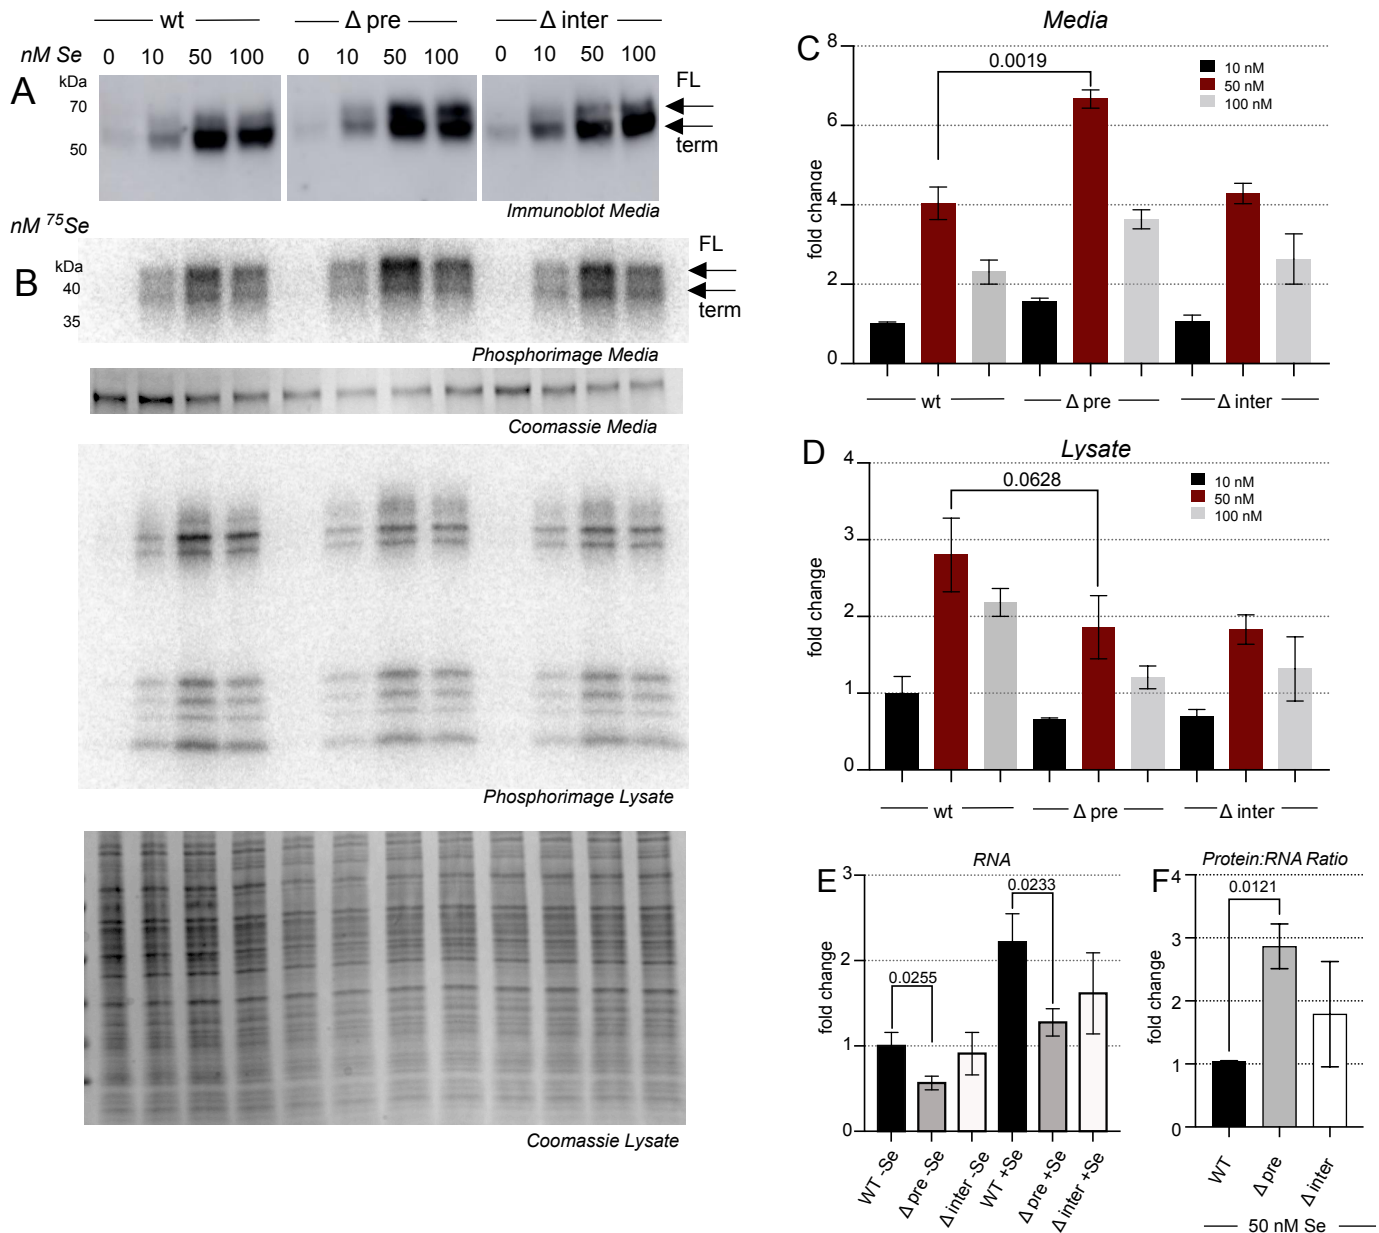 wt Δ pre Δ inter
nM Se 0 10 50 100 0 10 50 100 0 10 50 100
A
kDa
70
50
FL
term
Immunoblot Media
nM ⁷⁵Se
B
kDa
40
35
FL
term
Phosphorimage Media
Coomassie Media
Phosphorimage Lysate
Coomassie Lysate
C
Media
8
6
4
2
0
fold change
0.0019
10 nM
50 nM
100 nM
wt Δ pre Δ inter
D
Lysate
4
3
2
1
0
fold change
0.0628
10 nM
50 nM
100 nM
wt Δ pre Δ inter
E
RNA
3
2
1
0
fold change
0.0255
0.0233
WT -Se
Δ pre -Se
Δ inter -Se
WT +Se
Δ pre +Se
Δ inter +Se
F
Protein:RNA Ratio
4
3
2
1
0
fold change
0.0121
WT
Δ pre
Δ inter
50 nM Se